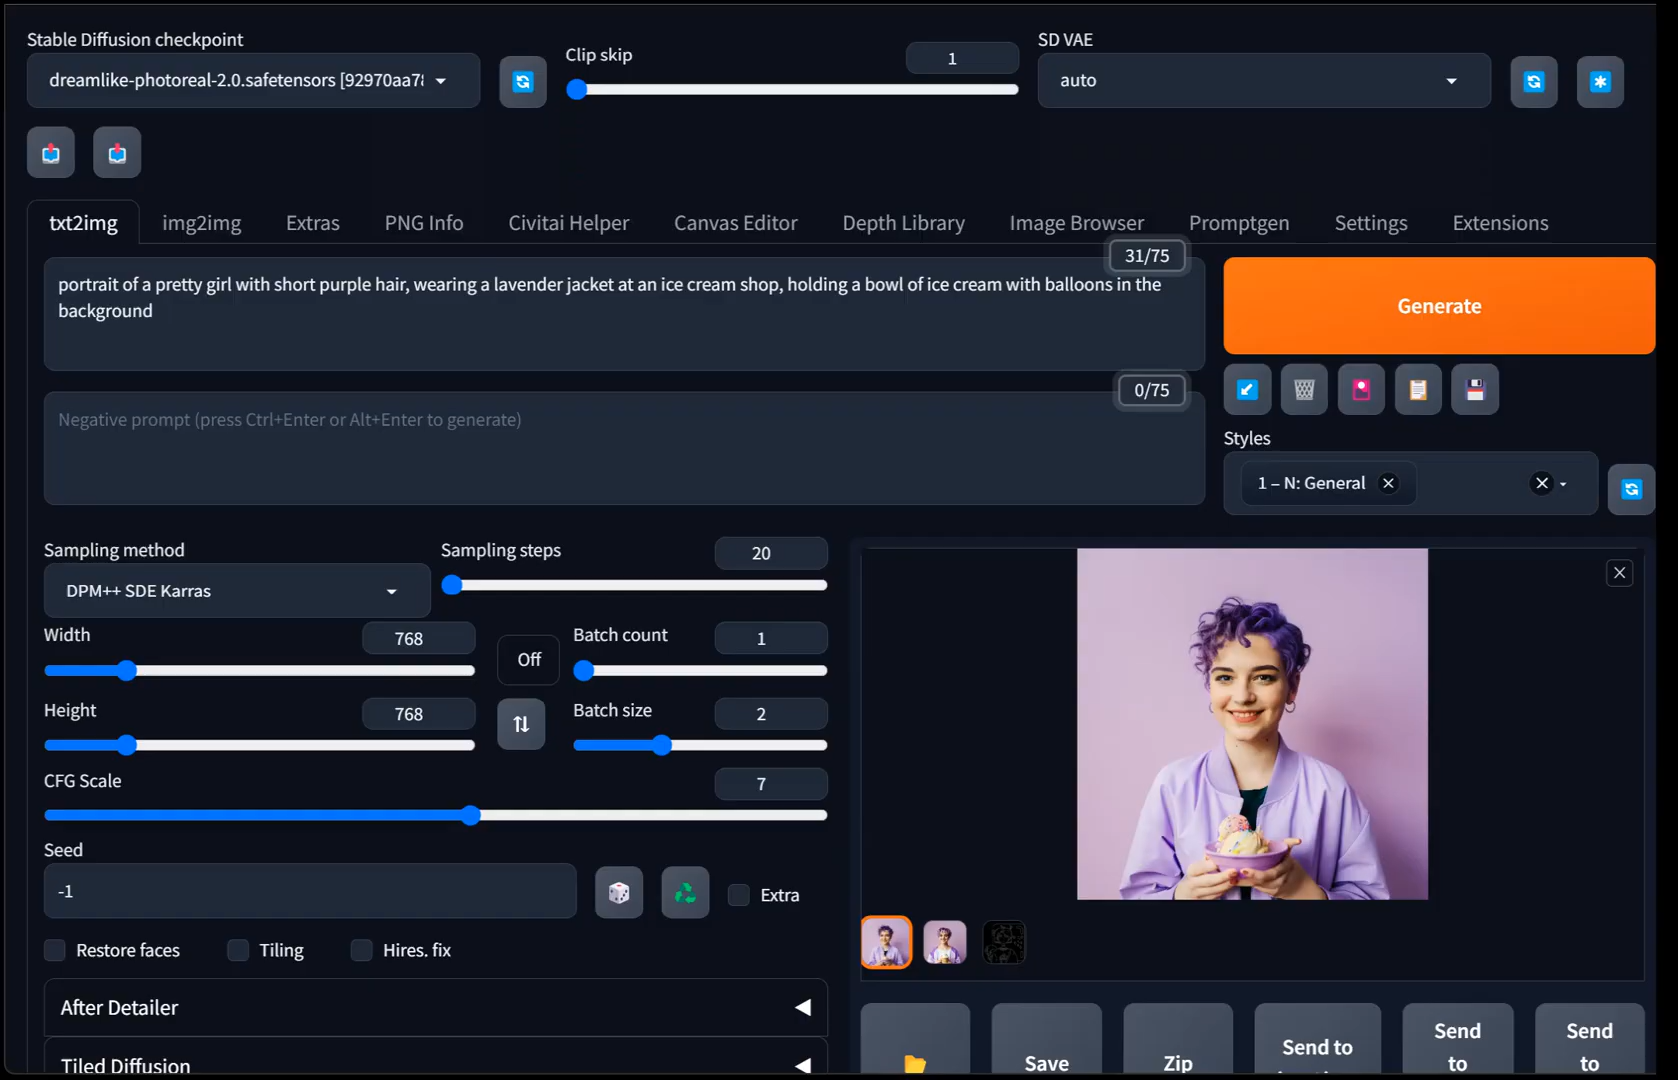 Stable Diffusion checkpoint
Clip skip
1
SD VAE
dreamlike-photoreal-2.0.safetensors [92970aa78
auto
txt2img
img2img
Extras
PNG Info
Civitai Helper
Canvas Editor
Depth Library
Image Browser
Promptgen
Settings
Extensions
31/75
portrait of a pretty girl with short purple hair, wearing a lavender jacket at an ice cream shop, holding a bowl of ice cream with balloons in the
background
Generate
0/75
Negative prompt (press Ctrl+Enter or Alt+Enter to generate)
Styles
1 – N: General
Sampling method
Sampling steps
20
DPM++ SDE Karras
Width
768
Off
Batch count
1
Height
768
Batch size
2
CFG Scale
7
Seed
-1
Extra
Restore faces
Tiling
Hires. fix
After Detailer
Tiled Diffusion
Save
Zip
Send to
Send
to
Send
to